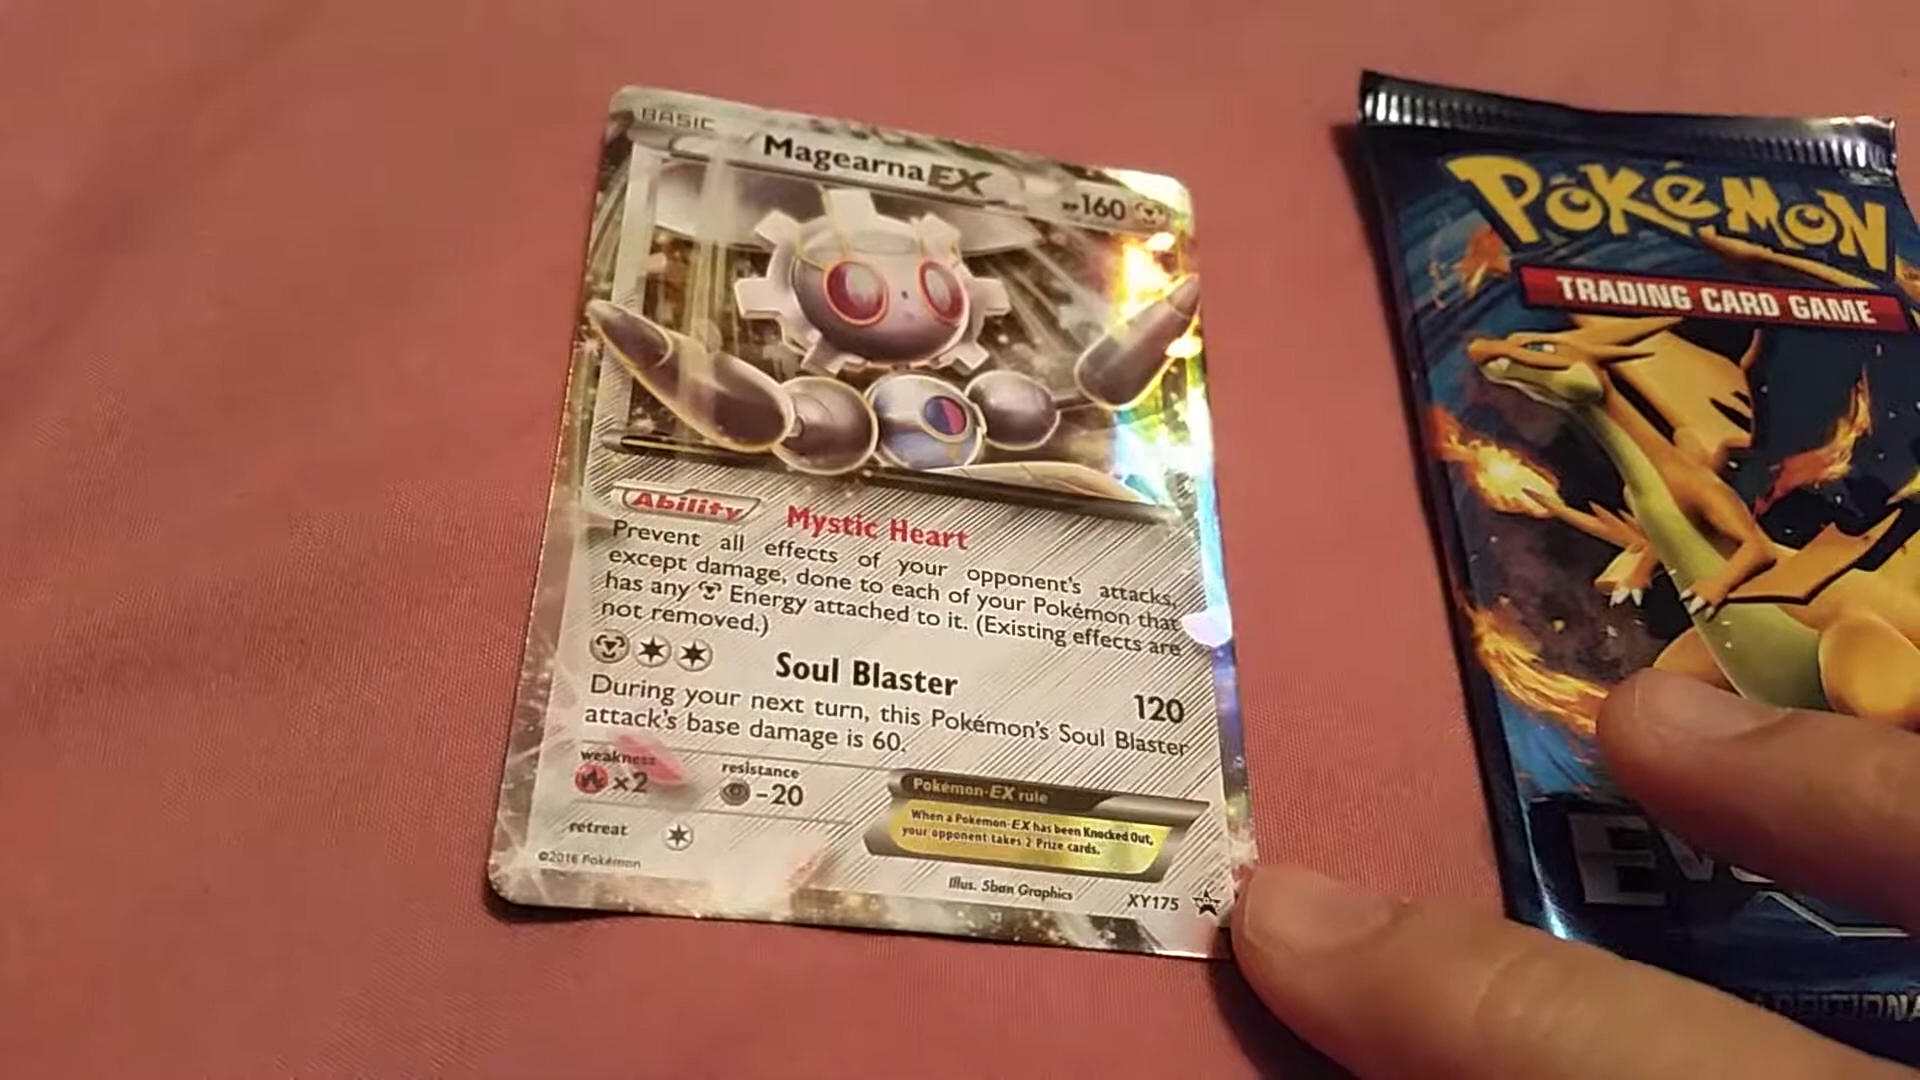 BASIC
MagearnaEX
HP160
Ability Mystic Heart
Prevent all effects of your opponent's attacks,
except damage, done to each of your Pokémon that
has any Energy attached to it. (Existing effects are
not removed.)
Soul Blaster 120
During your next turn, this Pokémon's Soul Blaster
attack's base damage is 60.
weakness
×2
resistance
-20
retreat
Pokémon-EX rule
When a Pokémon-EX has been Knocked Out,
your opponent takes 2 Prize cards.
©2016 Pokémon
Illus. 5ban Graphics
XY175
POKéMON
TRADING CARD GAME